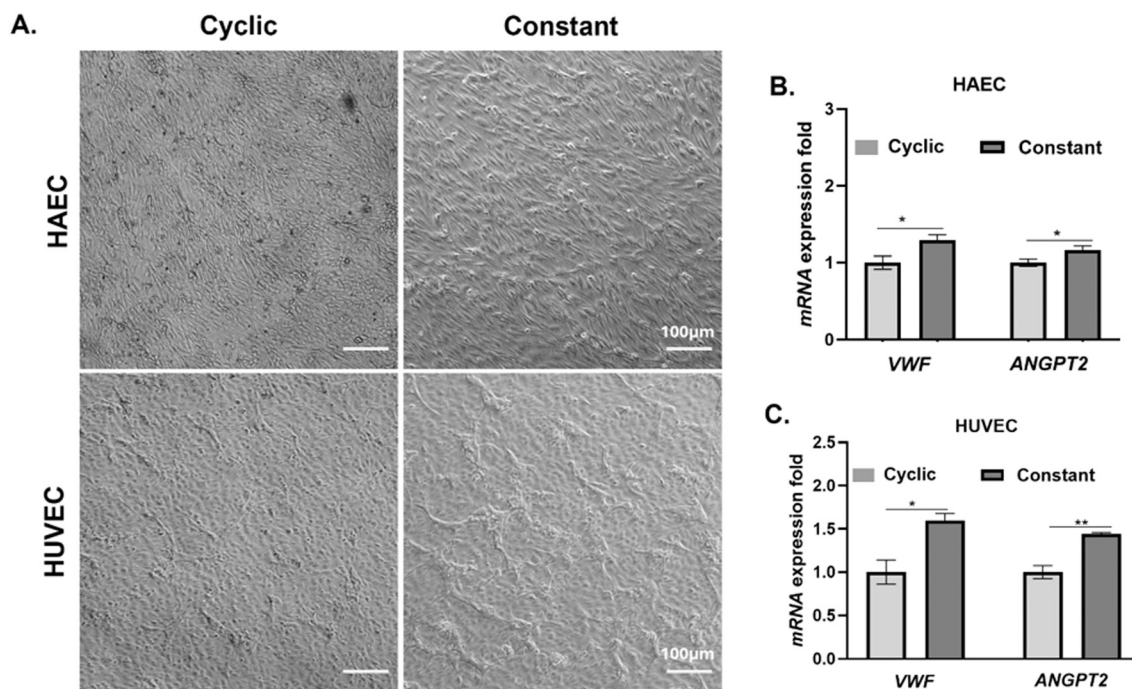 A.
Cyclic
Constant
HAEC
100µm
HUVEC
100µm
B.
HAEC
mRNA expression fold
3
2
1
0
Cyclic
Constant
*
*
VWF
ANGPT2
C.
HUVEC
mRNA expression fold
2.5
2.0
1.5
1.0
0.5
0.0
Cyclic
Constant
*
**
VWF
ANGPT2